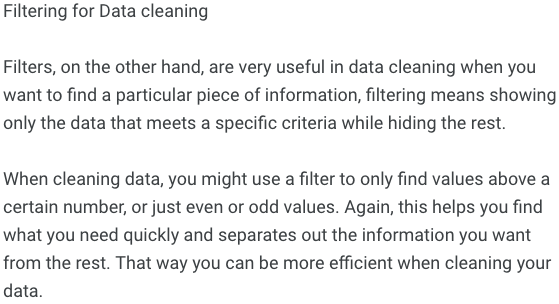 Filtering for Data cleaning
Filters, on the other hand, are very useful in data cleaning when you
want to find a particular piece of information, filtering means showing
only the data that meets a specific criteria while hiding the rest.
When cleaning data, you might use a filter to only find values above a
certain number, or just even or odd values. Again, this helps you find
what you need quickly and separates out the information you want
from the rest. That way you can be more efficient when cleaning your
data.